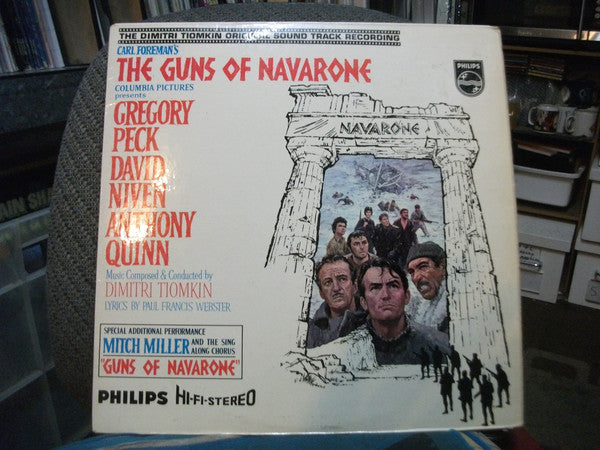 THE DIMITRI TIOMKIN ORIGINAL SOUND TRACK RECORDING
CARL FOREMAN'S
THE GUNS OF NAVARONE
COLUMBIA PICTURES
presents
GREGORY
PECK
DAVID
NIVEN
ANTHONY
QUINN
Music Composed & Conducted by
DIMITRI TIOMKIN
LYRICS BY PAUL FRANCIS WEBSTER
SPECIAL ADDITIONAL PERFORMANCE
MITCH MILLER AND THE SING
ALONG CHORUS
"GUNS OF NAVARONE"
PHILIPS HI-FI-STEREO
PHILIPS
NAVARONE